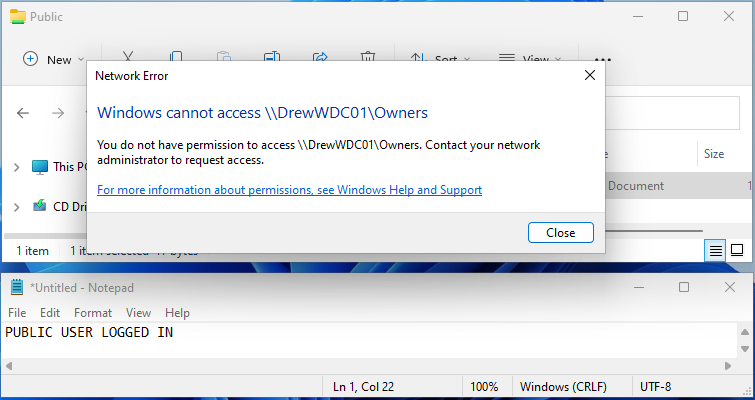 Public
New
Sort
View
Network Error
Windows cannot access \\DrewWDC01\Owners
You do not have permission to access \\DrewWDC01\Owners. Contact your network
administrator to request access.
For more information about permissions, see Windows Help and Support
Close
This PC
Size
CD Dri
Document
1 item
1 item selected
bytes
*Untitled - Notepad
File Edit Format View Help
PUBLIC USER LOGGED IN
Ln 1, Col 22 100% Windows (CRLF) UTF-8